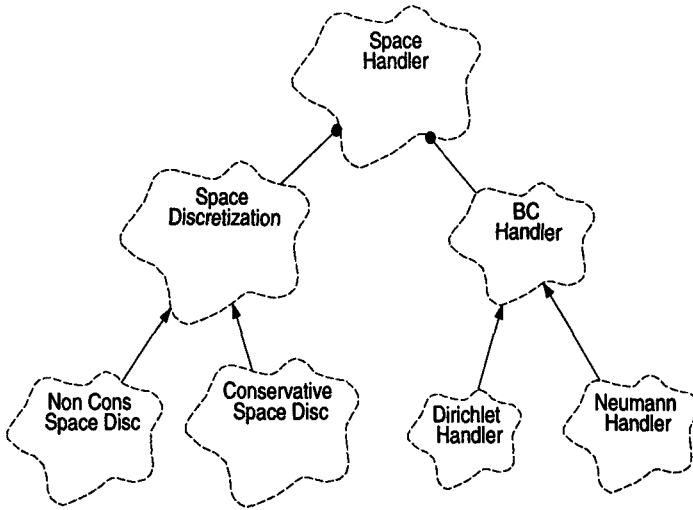 Space
Handler
Space
Discretization
BC
Handler
Non Cons
Space Disc
Conservative
Space Disc
Dirichlet
Handler
Neumann
Handler